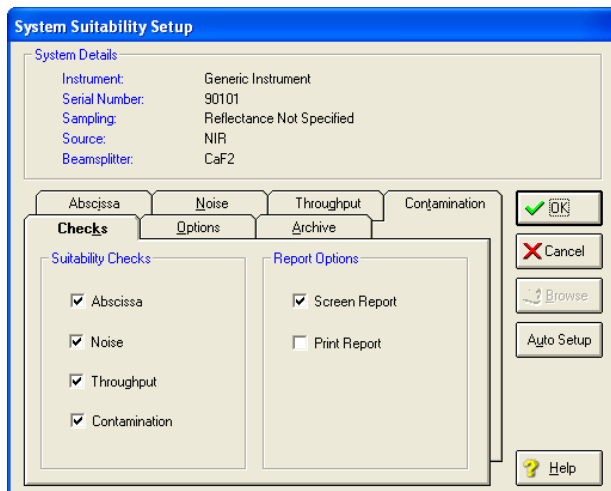 System Suitability Setup
System Details
Instrument: Generic Instrument
Serial Number: 90101
Sampling: Reflectance Not Specified
Source: NIR
Beamsplitter: CaF2
Abscissa Noise Throughput Contamination
Checks Options Archive
Suitability Checks
Abscissa
Noise
Throughput
Contamination
Report Options
Screen Report
Print Report
OK
Cancel
Browse
Auto Setup
Help